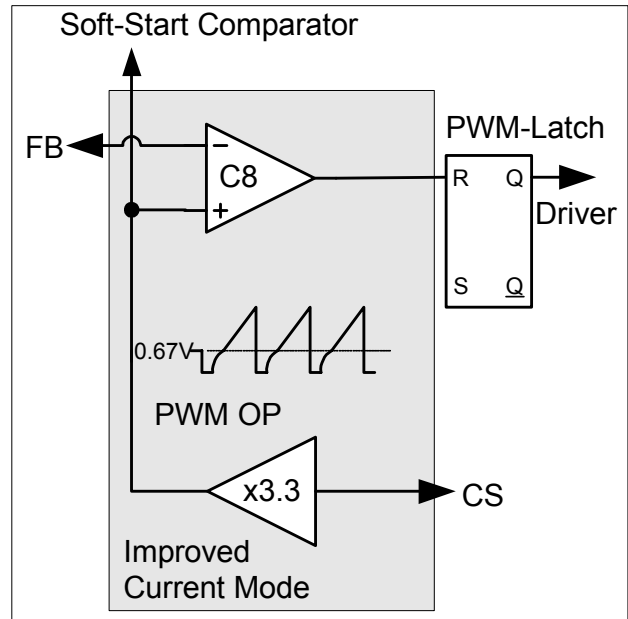 Soft-Start Comparator
FB
−
C8
+
PWM-Latch
R Q
Driver
S Q
0.67V
PWM OP
x3.3
CS
Improved
Current Mode